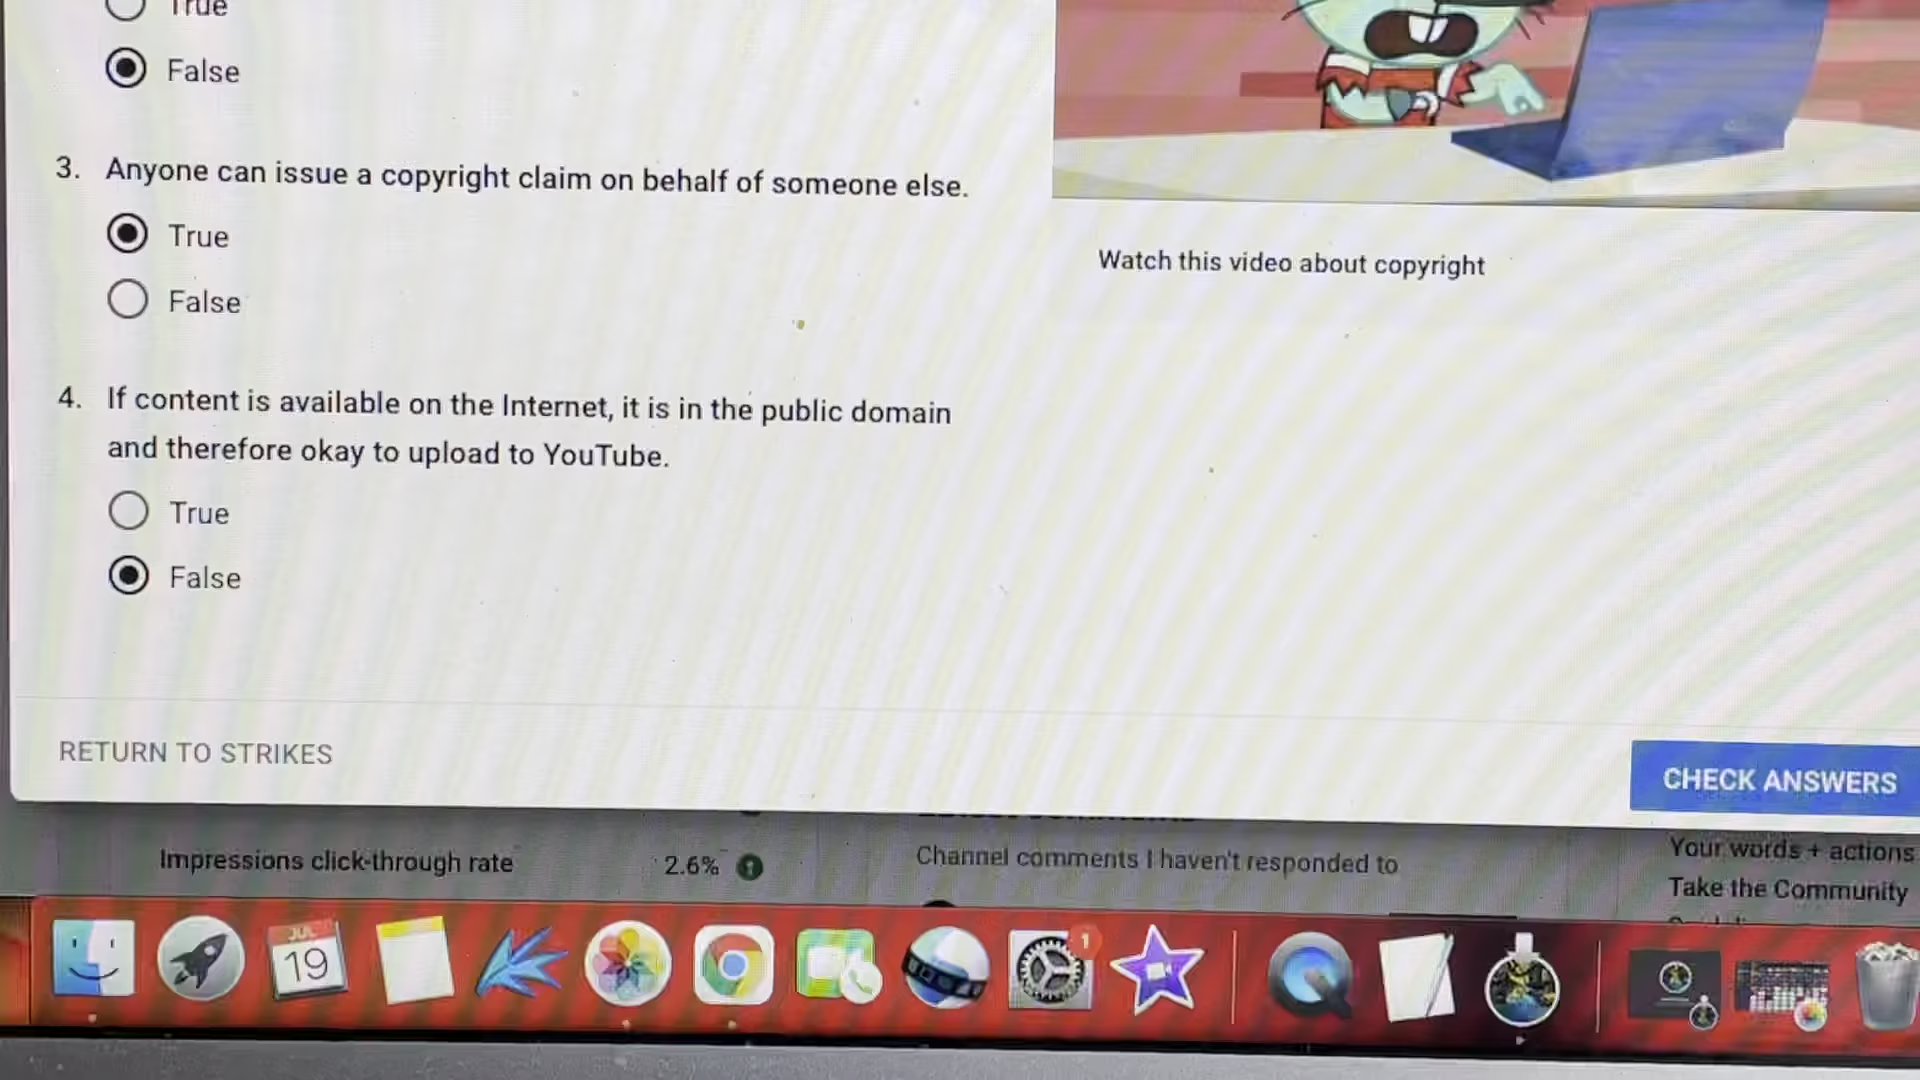 True
False
3. Anyone can issue a copyright claim on behalf of someone else.
True
False
Watch this video about copyright
4. If content is available on the Internet, it is in the public domain
and therefore okay to upload to YouTube.
True
False
RETURN TO STRIKES
CHECK ANSWERS
Impressions click-through rate
2.6%
Channel comments I haven't responded to
Your words + actions
Take the Community
JUL
19
1